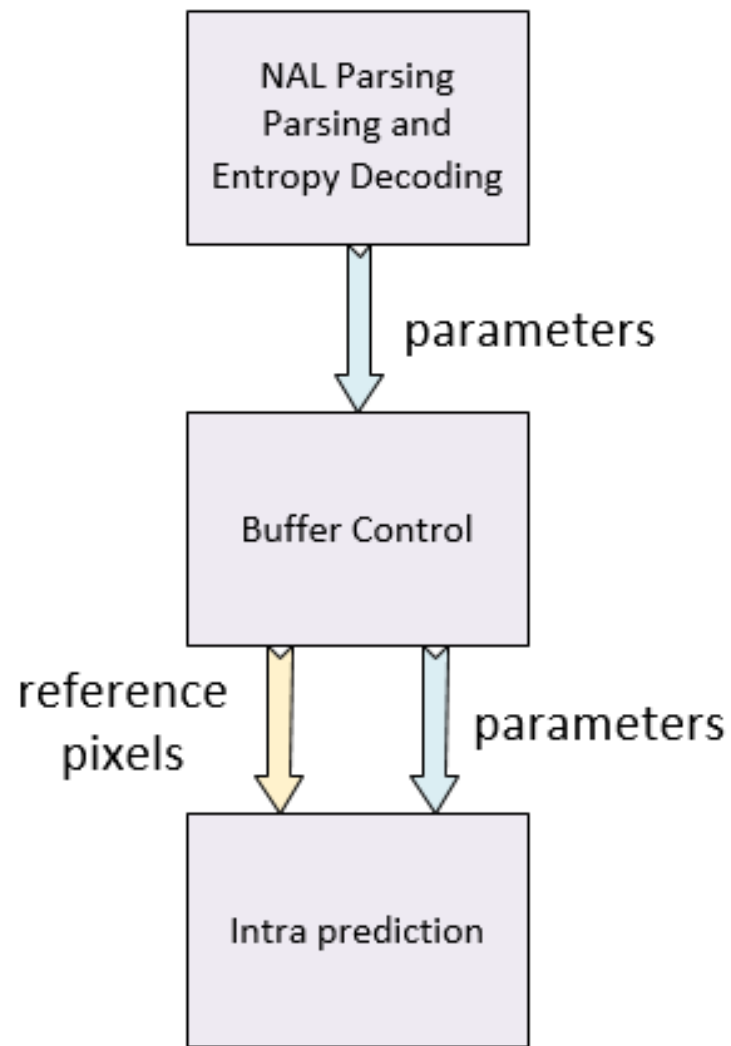 NAL Parsing
Parsing and
Entropy Decoding
parameters
Buffer Control
reference
pixels
parameters
Intra prediction